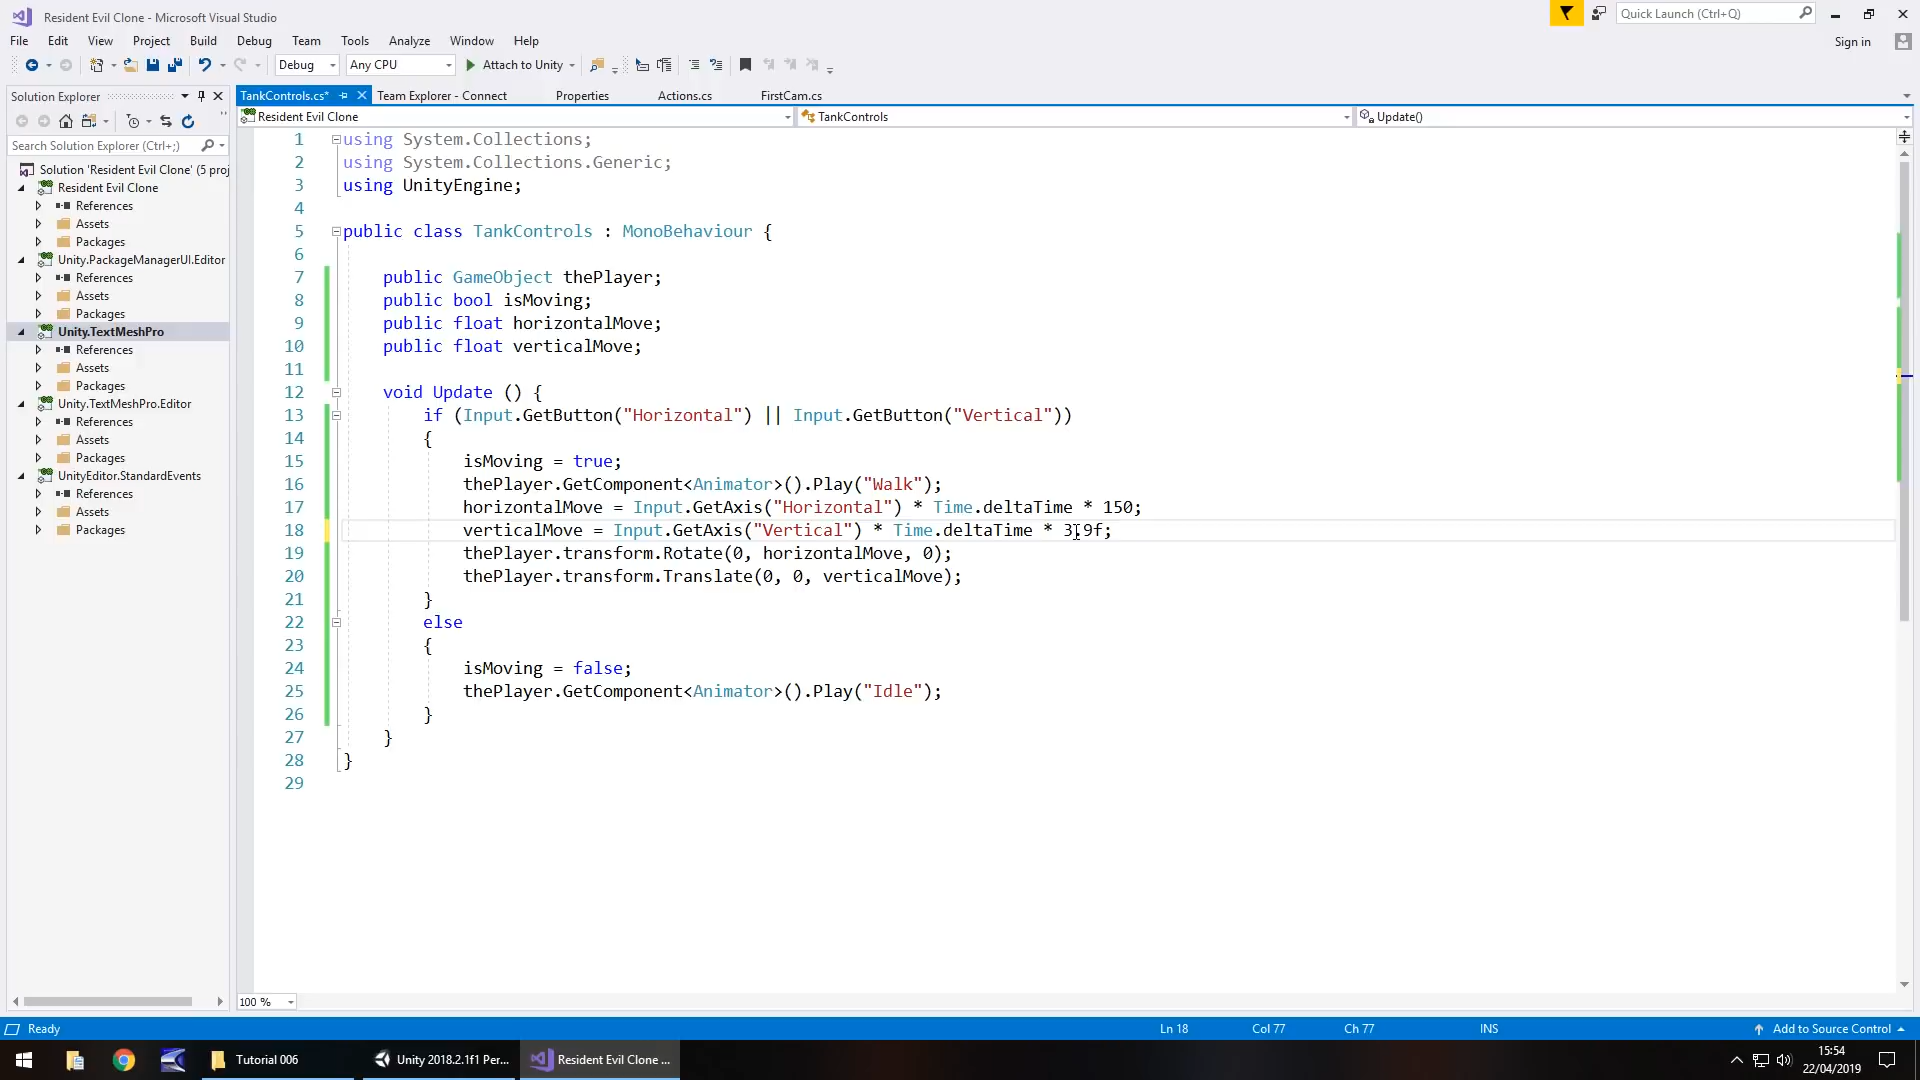 Resident Evil Clone - Microsoft Visual Studio
Quick Launch (Ctrl+Q)
File Edit View Project Build Debug Team Tools Analyze Window Help
Sign in
Debug Any CPU Attach to Unity
Solution Explorer
TankControls.cs* Team Explorer - Connect Properties Actions.cs FirstCam.cs
Resident Evil Clone TankControls Update()
Search Solution Explorer (Ctrl+;)
Solution 'Resident Evil Clone' (5 proj
Resident Evil Clone
References
Assets
Packages
Unity.PackageManagerUI.Editor
References
Assets
Packages
Unity.TextMeshPro
References
Assets
Packages
Unity.TextMeshPro.Editor
References
Assets
Packages
UnityEditor.StandardEvents
References
Assets
Packages
1 using System.Collections;
2 using System.Collections.Generic;
3 using UnityEngine;
4
5 public class TankControls : MonoBehaviour {
6
7 public GameObject thePlayer;
8 public bool isMoving;
9 public float horizontalMove;
10 public float verticalMove;
11
12 void Update () {
13 if (Input.GetButton("Horizontal") || Input.GetButton("Vertical"))
14 {
15 isMoving = true;
16 thePlayer.GetComponent<Animator>().Play("Walk");
17 horizontalMove = Input.GetAxis("Horizontal") * Time.deltaTime * 150;
18 verticalMove = Input.GetAxis("Vertical") * Time.deltaTime * 3.9f;
19 thePlayer.transform.Rotate(0, horizontalMove, 0);
20 thePlayer.transform.Translate(0, 0, verticalMove);
21 }
22 else
23 {
24 isMoving = false;
25 thePlayer.GetComponent<Animator>().Play("Idle");
26 }
27 }
28 }
29
100 %
Ready Ln 18 Col 77 Ch 77 INS Add to Source Control
Tutorial 006 Unity 2018.2.1f1 Per... Resident Evil Clone ...
15:54
22/04/2019